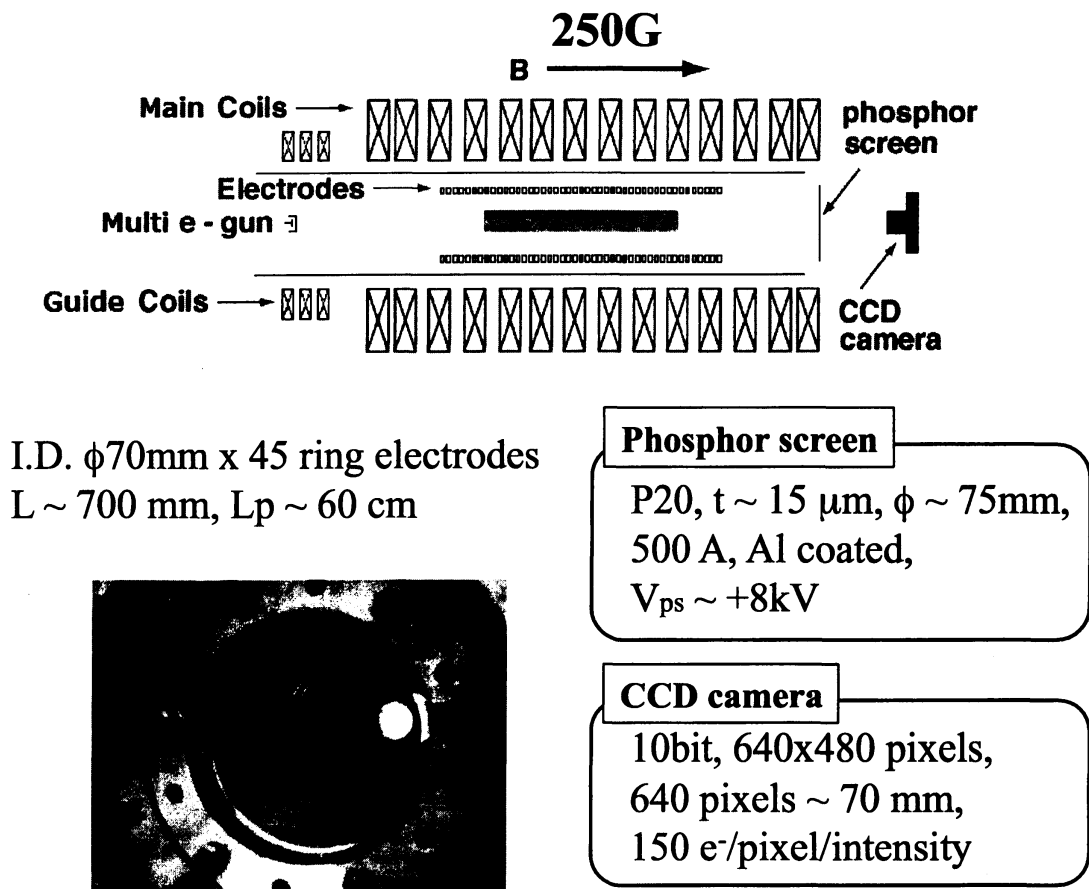 250G
B
Main Coils
phosphor
screen
Electrodes
Multi e - gun
Guide Coils
CCD
camera
I.D. ϕ70mm x 45 ring electrodes
L ~ 700 mm, Lp ~ 60 cm
Phosphor screen
P20, t ~ 15 μm, ϕ ~ 75mm,
500 A, Al coated,
Vps ~ +8kV
CCD camera
10bit, 640x480 pixels,
640 pixels ~ 70 mm,
150 e⁻/pixel/intensity